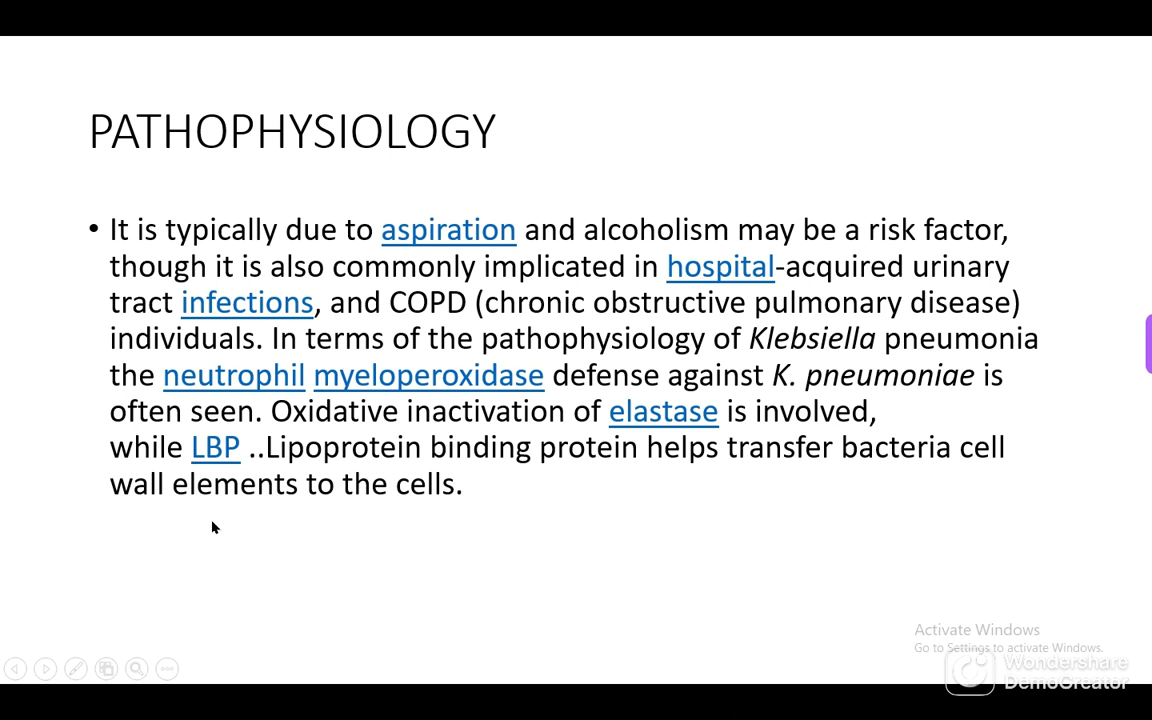 PATHOPHYSIOLOGY
• It is typically due to aspiration and alcoholism may be a risk factor,
though it is also commonly implicated in hospital-acquired urinary
tract infections, and COPD (chronic obstructive pulmonary disease)
individuals. In terms of the pathophysiology of Klebsiella pneumonia
the neutrophil myeloperoxidase defense against K. pneumoniae is
often seen. Oxidative inactivation of elastase is involved,
while LBP ..Lipoprotein binding protein helps transfer bacteria cell
wall elements to the cells.
Activate Windows
Go to Settings to activate Windows.
Wondershare
DemoCreator